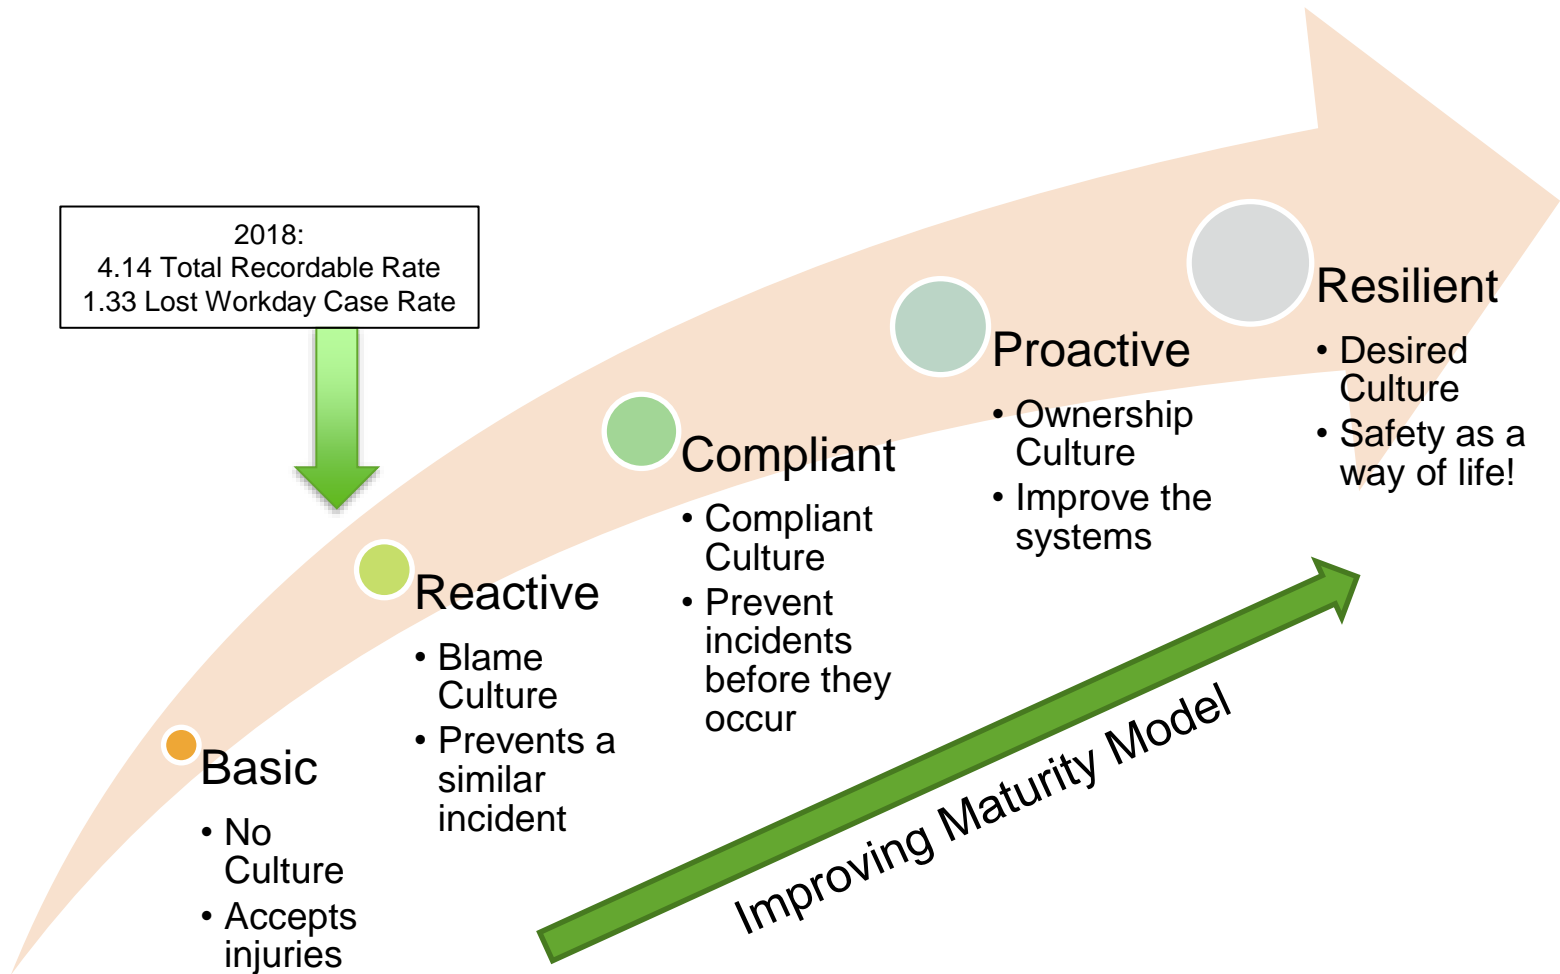 2018:
4.14 Total Recordable Rate
1.33 Lost Workday Case Rate
Basic
• No
Culture
• Accepts
injuries
Reactive
• Blame
Culture
• Prevents a
similar
incident
Compliant
• Compliant
Culture
• Prevent
incidents
before they
occur
Proactive
• Ownership
Culture
• Improve the
systems
Resilient
• Desired
Culture
• Safety as a
way of life!
Improving Maturity Model